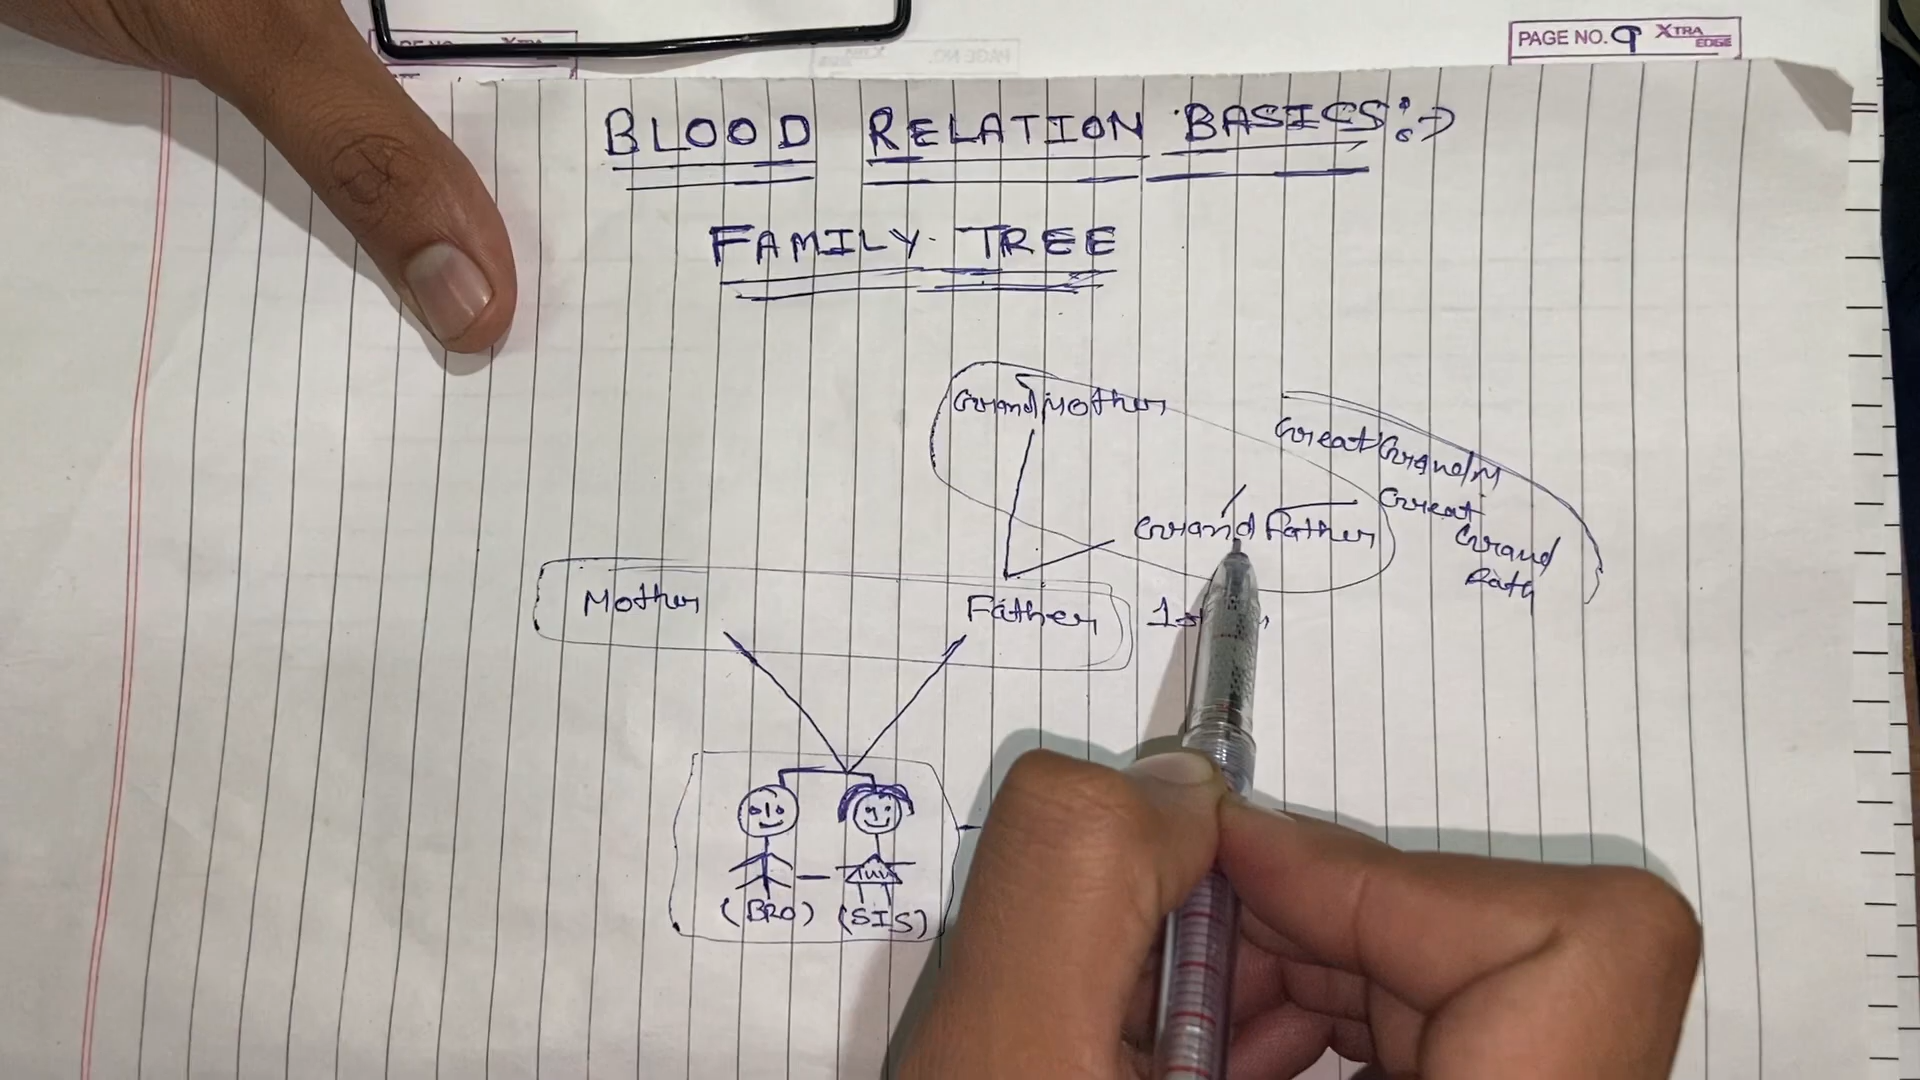 PAGE NO. 9 XTRA EDGE
BLOOD RELATION BASICS :→
FAMILY TREE
GrandMother
Great Grand/M
Great
Grand Father
Grand
Fath
Mother
Father
(BRO) - (SIS)